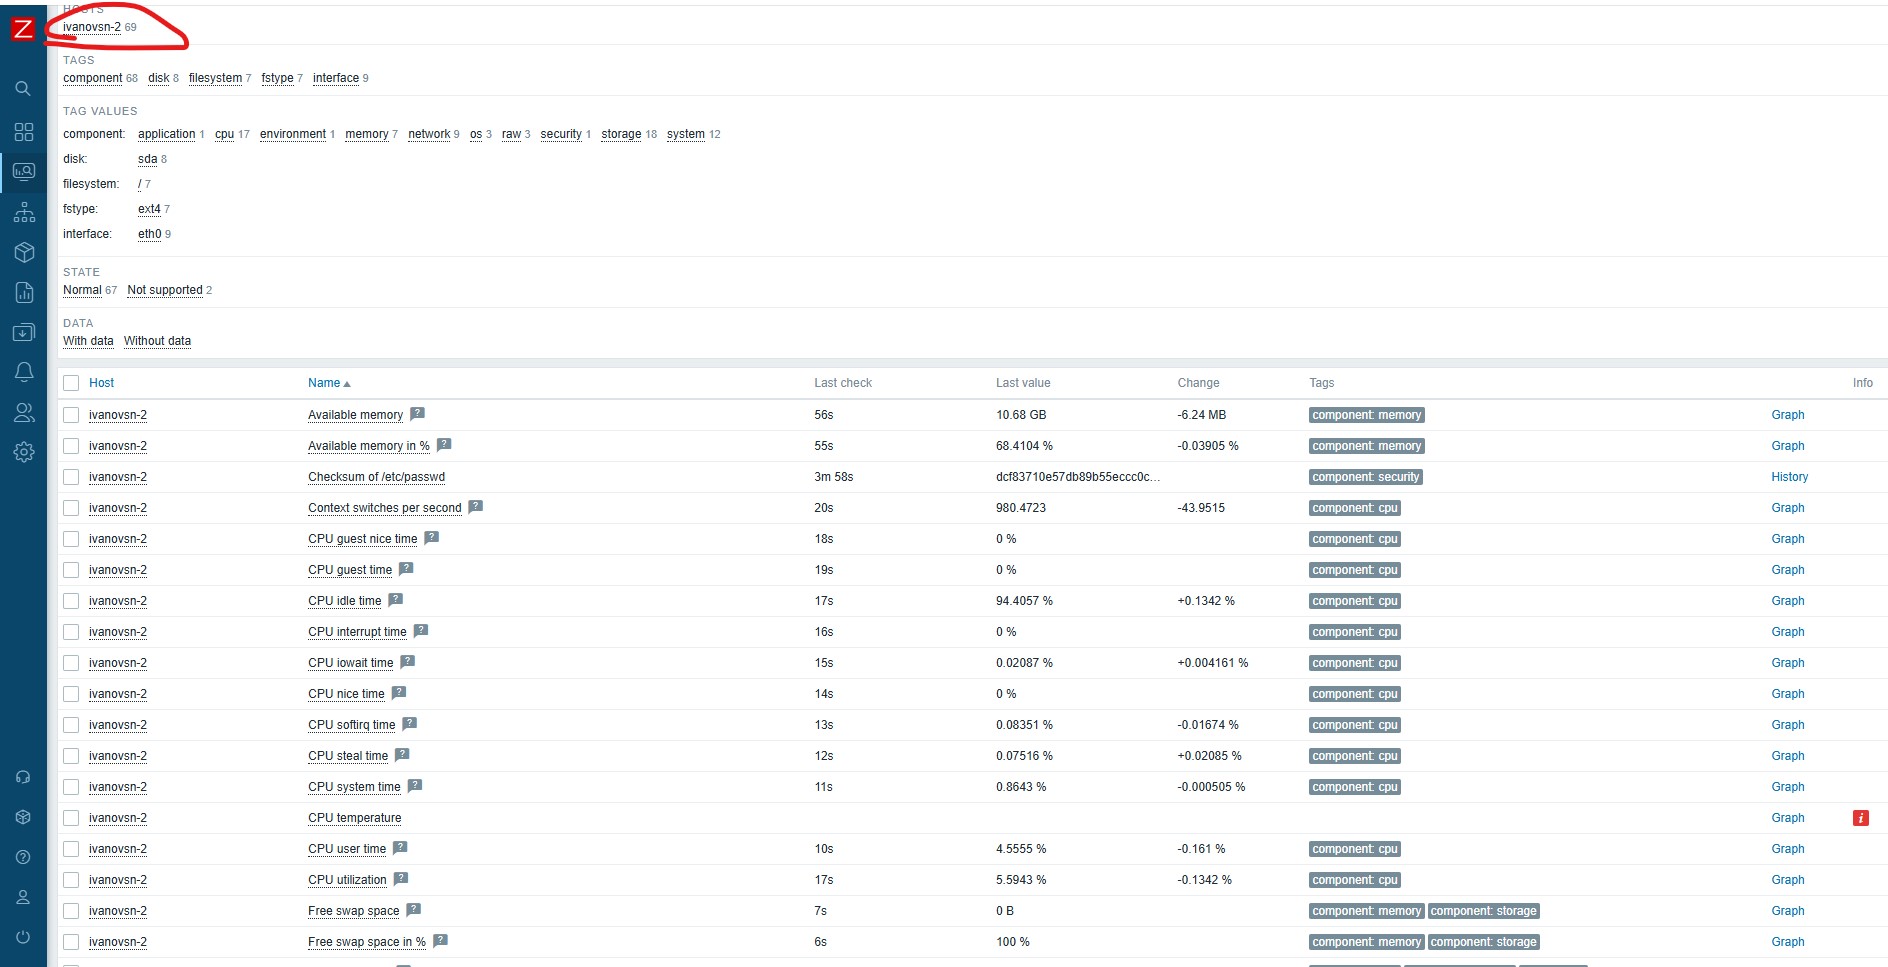 HOSTS
Z
ivanovsn-2 69
TAGS
component 68 disk 8 filesystem 7 fstype 7 interface 9
TAG VALUES
component: application 1 cpu 17 environment 1 memory 7 network 9 os 3 raw 3 security 1 storage 18 system 12
disk: sda 8
filesystem: / 7
fstype: ext4 7
interface: eth0 9
STATE
Normal 67 Not supported 2
DATA
With data Without data
Host Name Last check Last value Change Tags Info
ivanovsn-2 Available memory ? 56s 10.68 GB -6.24 MB component: memory Graph
ivanovsn-2 Available memory in % ? 55s 68.4104 % -0.03905 % component: memory Graph
ivanovsn-2 Checksum of /etc/passwd 3m 58s dcf83710e57db89b55eccc0c... component: security History
ivanovsn-2 Context switches per second ? 20s 980.4723 -43.9515 component: cpu Graph
ivanovsn-2 CPU guest nice time ? 18s 0 % component: cpu Graph
ivanovsn-2 CPU guest time ? 19s 0 % component: cpu Graph
ivanovsn-2 CPU idle time ? 17s 94.4057 % +0.1342 % component: cpu Graph
ivanovsn-2 CPU interrupt time ? 16s 0 % component: cpu Graph
ivanovsn-2 CPU iowait time ? 15s 0.02087 % +0.004161 % component: cpu Graph
ivanovsn-2 CPU nice time ? 14s 0 % component: cpu Graph
ivanovsn-2 CPU softirq time ? 13s 0.08351 % -0.01674 % component: cpu Graph
ivanovsn-2 CPU steal time ? 12s 0.07516 % +0.02085 % component: cpu Graph
ivanovsn-2 CPU system time ? 11s 0.8643 % -0.000505 % component: cpu Graph
ivanovsn-2 CPU temperature Graph i
ivanovsn-2 CPU user time ? 10s 4.5555 % -0.161 % component: cpu Graph
ivanovsn-2 CPU utilization ? 17s 5.5943 % -0.1342 % component: cpu Graph
ivanovsn-2 Free swap space ? 7s 0 B component: memory component: storage Graph
ivanovsn-2 Free swap space in % ? 6s 100 % component: memory component: storage Graph